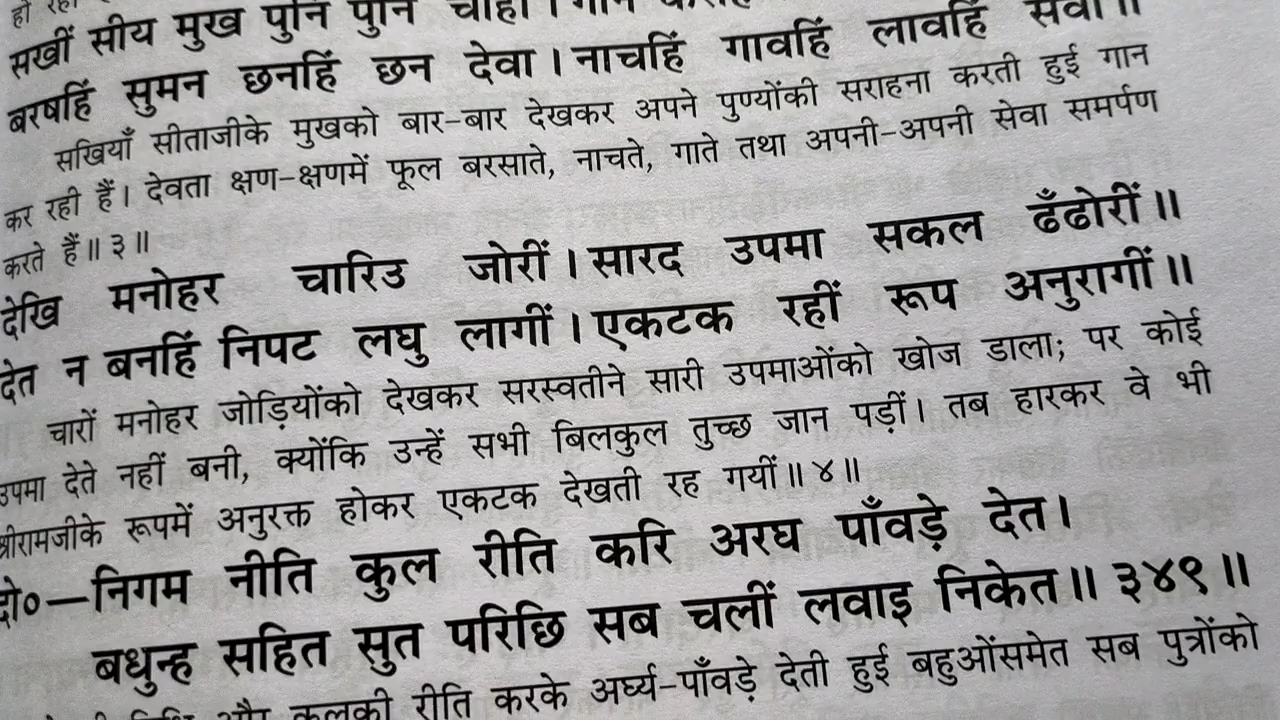 हो रही
सखीं सीय मुख पुनि पुनि चाही। गान
बरषहिं सुमन छनहिं छन देवा। नाचहिं गावहिं लावहिं सेवा॥
सखियाँ सीताजीके मुखको बार-बार देखकर अपने पुण्योंकी सराहना करती हुई गान
कर रही हैं। देवता क्षण-क्षणमें फूल बरसाते, नाचते, गाते तथा अपनी-अपनी सेवा समर्पण
करते हैं॥ ३॥
देखि मनोहर चारिउ जोरीं। सारद उपमा सकल ढँढोरीं॥
देत न बनहिं निपट लघु लागीं। एकटक रहीं रूप अनुरागीं॥
चारों मनोहर जोड़ियोंको देखकर सरस्वतीने सारी उपमाओंको खोज डाला; पर कोई
उपमा देते नहीं बनी, क्योंकि उन्हें सभी बिलकुल तुच्छ जान पड़ीं। तब हारकर वे भी
श्रीरामजीके रूपमें अनुरक्त होकर एकटक देखती रह गयीं॥ ४॥
दो०—निगम नीति कुल रीति करि अरघ पाँवड़े देत।
बधुन्ह सहित सुत परिछि सब चलीं लवाइ निकेत॥ ३४९॥
और कुलकी रीति करके अर्घ्य-पाँवड़े देती हुई बहुओंसमेत सब पुत्रोंको